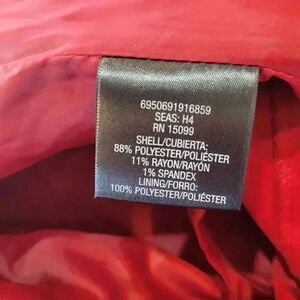 6950691916859
SEAS: H4
RN 15099
SHELL/CUBIERTA:
88% POLYESTER/POLIÉSTER
11% RAYON/RAYÓN
1% SPANDEX
LINING/FORRO:
100% POLYESTER/POLIÉSTER